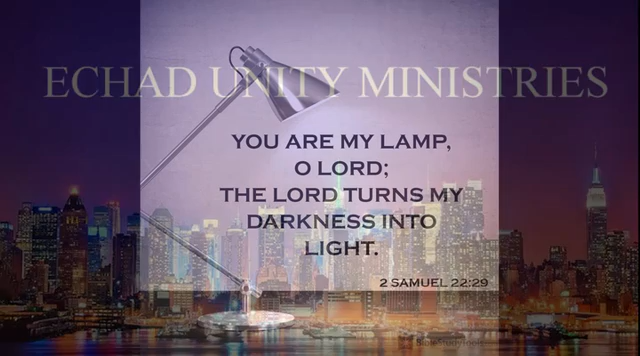 ECHAD UNITY MINISTRIES
YOU ARE MY LAMP,
O LORD;
THE LORD TURNS MY
DARKNESS INTO
LIGHT.
2 SAMUEL 22:29